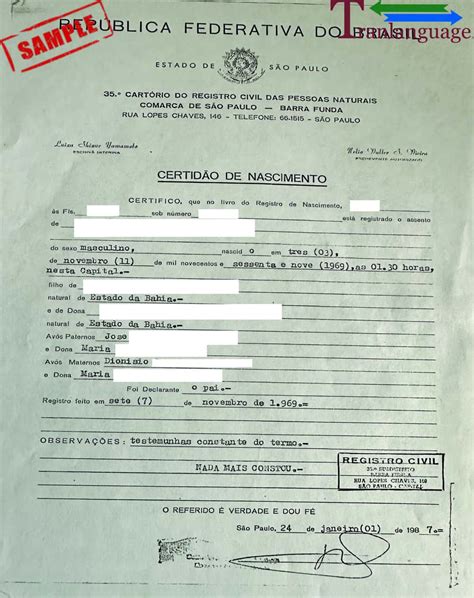 SAMPLE
Translanguage.
REPÚBLICA FEDERATIVA DO BRASIL
ESTADO DE SÃO PAULO
35.º CARTÓRIO DO REGISTRO CIVIL DAS PESSOAS NATURAIS
COMARCA DE SÃO PAULO — BARRA FUNDA
RUA LOPES CHAVES, 146 - TELEFONE: 66-1515 - SÃO PAULO
CERTIDÃO DE NASCIMENTO
CERTIFICO, que no livro do Registro de Nascimento,
às Fls. sob número está registrado o assento
de
do sexo masculino, nascid o em tres (03),
de novembro (11) de mil novecentos e sessenta e nove (1969), as 01.30 horas,
nesta Capital.-
filho de
natural de Estado da Bahia.-
e de Dona
natural de Estado da Bahia.-
Avós Paternos Jose
e Dona Maria
Avós Maternos Dionisio
e Dona Maria
Foi Declarante o pai.-
Registro feito em sete (7) de novembro de 1.969.=
OBSERVAÇÕES: testemunhas constante do termo.-
NADA MAIS CONSTOU.-
REGISTRO CIVIL
BARRA FUNDA
RUA LOPES CHAVES,
SÃO PAULO - CAPITAL
O REFERIDO É VERDADE E DOU FÉ
São Paulo, 24 de janeiro(01) de 1987.=